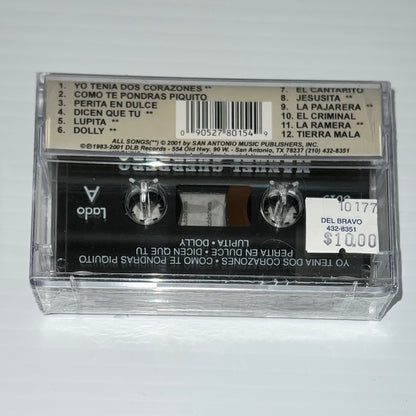 1. YO TENIA DOS CORAZONES **
2. COMO TE PONDRAS PIQUITO
3. PERITA EN DULCE
4. DICEN QUE TU **
5. LUPITA **
6. DOLLY **
7. EL CANTARITO
8. JESUSITA **
9. LA PAJARERA **
10. EL CRIMINAL
11. LA RAMERA **
12. TIERRA MALA
0 90527 80154 9
ALL SONGS(**) © 2001 by SAN ANTONIO MUSIC PUBLISHERS, INC.
©℗1983-2001 DLB Records - 554 Old Hwy. 90 W. - San Antonio, TX 78237 (210) 432-8351
MANUEL GUERRERO
Lado
A
10177
DEL BRAVO
432-8351
$10.00
YO TENIA DOS CORAZONES • COMO TE PONDRAS PIQUITO
PERITA EN DULCE • DICEN QUE TU
LUPITA • DOLLY